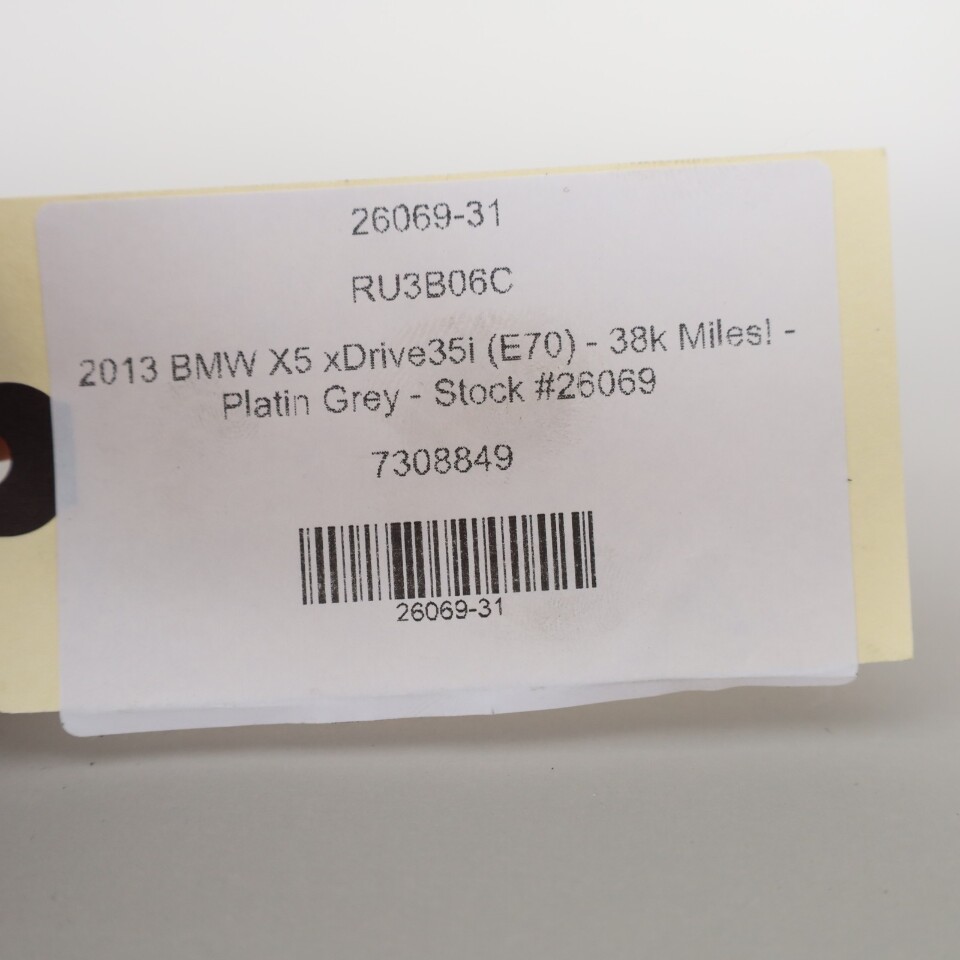 26069-31
RU3B06C
2013 BMW X5 xDrive35i (E70) - 38k Miles! -
Platin Grey - Stock #26069
7308849
26069-31